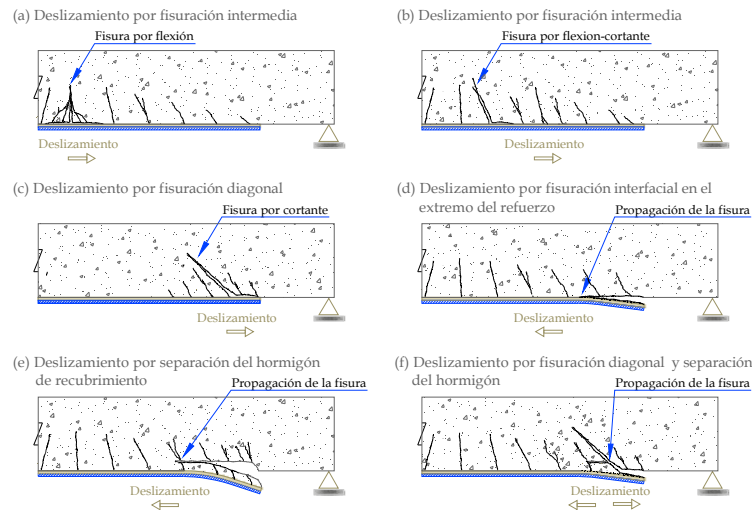 (a) Deslizamiento por fisuración intermedia
Fisura por flexión
Deslizamiento
(b) Deslizamiento por fisuración intermedia
Fisura por flexion-cortante
Deslizamiento
(c) Deslizamiento por fisuración diagonal
Fisura por cortante
Deslizamiento
(d) Deslizamiento por fisuración interfacial en el
extremo del refuerzo
Propagación de la fisura
Deslizamiento
(e) Deslizamiento por separación del hormigón
de recubrimiento
Propagación de la fisura
Deslizamiento
(f) Deslizamiento por fisuración diagonal y separación
del hormigón
Propagación de la fisura
Deslizamiento